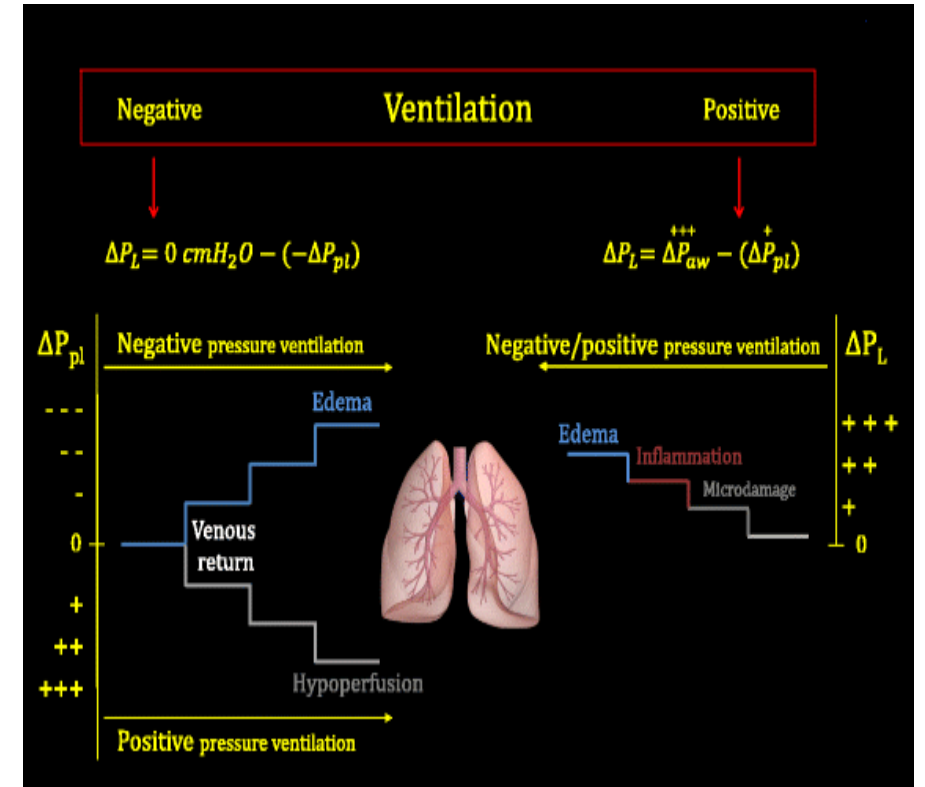 Negative Ventilation Positive
ΔP_L= 0 cmH₂O − (−ΔP_pl)
+++ +
ΔP_L= ΔP_aw − (ΔP_pl)
ΔP_pl
Negative pressure ventilation
Negative/positive pressure ventilation
ΔP_L
- - -
Edema
+ + +
- -
Edema
Inflammation
+ +
-
Microdamage
+
Venous
return
0
0
+
++
+++
Hypoperfusion
Positive pressure ventilation